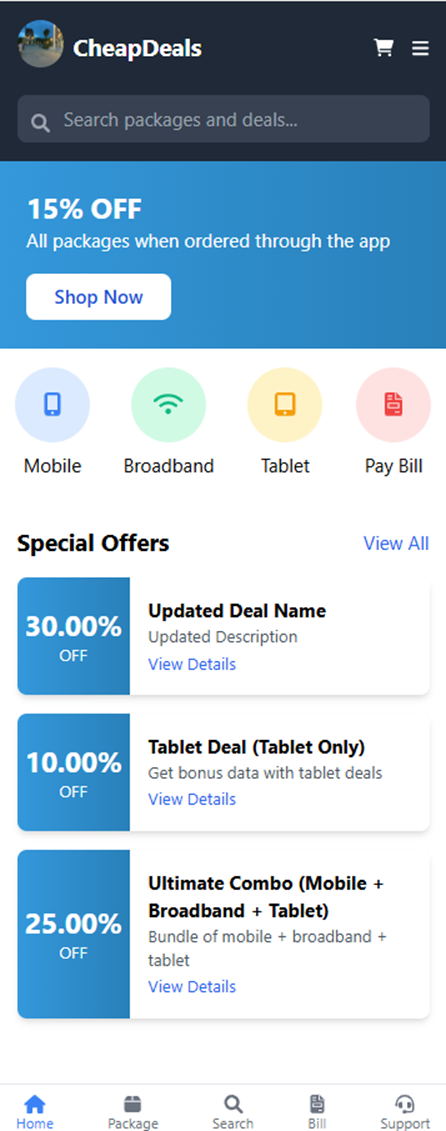 CheapDeals
Search packages and deals...
15% OFF
All packages when ordered through the app
Shop Now
Mobile
Broadband
Tablet
Pay Bill
Special Offers
View All
30.00%
OFF
Updated Deal Name
Updated Description
View Details
10.00%
OFF
Tablet Deal (Tablet Only)
Get bonus data with tablet deals
View Details
25.00%
OFF
Ultimate Combo (Mobile +
Broadband + Tablet)
Bundle of mobile + broadband +
tablet
View Details
Home
Package
Search
Bill
Support